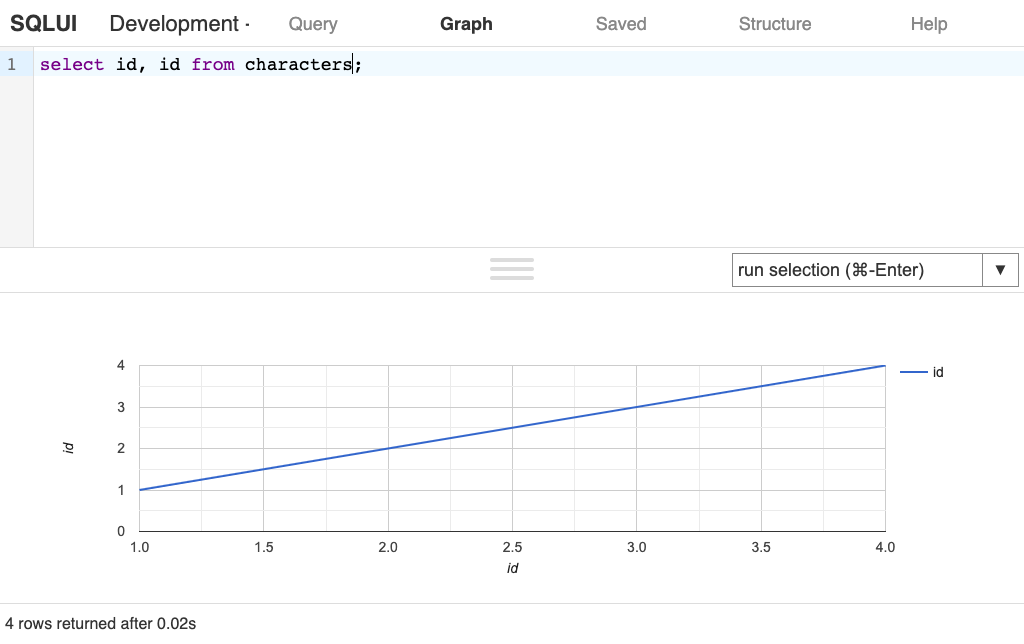 SQLUI Development · Query Graph Saved Structure Help
1 select id, id from characters;
run selection (⌘-Enter) ▼
4
3
2
1
0
id
id
1.0 1.5 2.0 2.5 3.0 3.5 4.0
id
4 rows returned after 0.02s